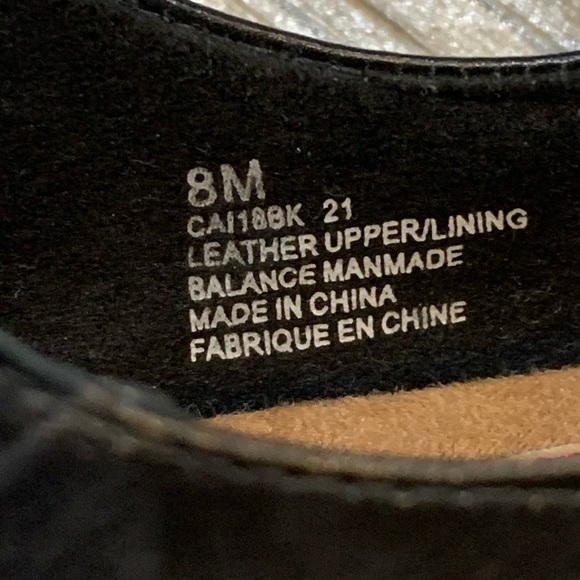 8M
CAI18BK 21
LEATHER UPPER/LINING
BALANCE MANMADE
MADE IN CHINA
FABRIQUE EN CHINE